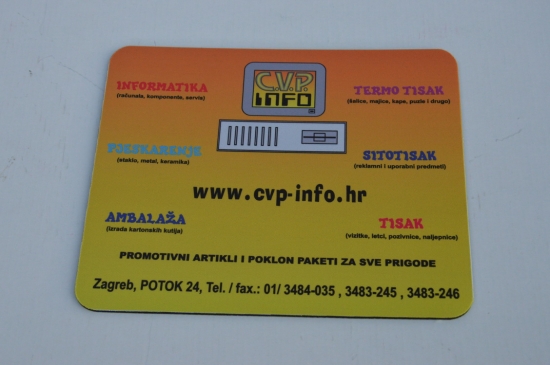 C.V.P.
INFO
INFORMATIKA
(računala, komponente, servis)
TERMO TISAK
(šalice, majice, kape, puzle i drugo)
PJESKARENJE
(staklo, metal, keramika)
SITOTISAK
(reklamni i uporabni predmeti)
www.cvp-info.hr
AMBALAŽA
(izrada kartonskih kutija)
TISAK
(vizitke, letci, pozivnice, naljepnice)
PROMOTIVNI ARTIKLI I POKLON PAKETI ZA SVE PRIGODE
Zagreb, POTOK 24, Tel. / fax.: 01/ 3484-035 , 3483-245 , 3483-246